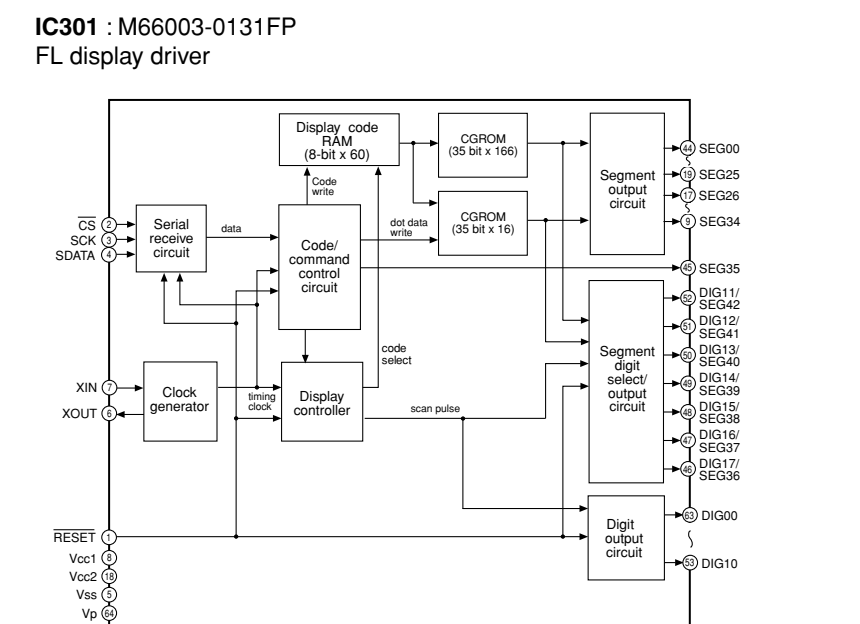 IC301 : M66003-0131FP
FL display driver
Display code
RAM
(8-bit x 60)
CGROM
(35 bit x 166)
Segment
output
circuit
44 SEG00
19 SEG25
17 SEG26
9 SEG34
Code
write
CS 2
SCK 3
SDATA 4
Serial
receive
circuit
data
Code/
command
control
circuit
dot data
write
CGROM
(35 bit x 16)
45 SEG35
52 DIG11/
SEG42
51 DIG12/
SEG41
50 DIG13/
SEG40
49 DIG14/
SEG39
48 DIG15/
SEG38
47 DIG16/
SEG37
46 DIG17/
SEG36
Segment
digit
select/
output
circuit
code
select
XIN 7
XOUT 6
Clock
generator
timing
clock
Display
controller
scan pulse
RESET 1
Vcc1 8
Vcc2 18
Vss 5
Vp 64
Digit
output
circuit
63 DIG00
53 DIG10